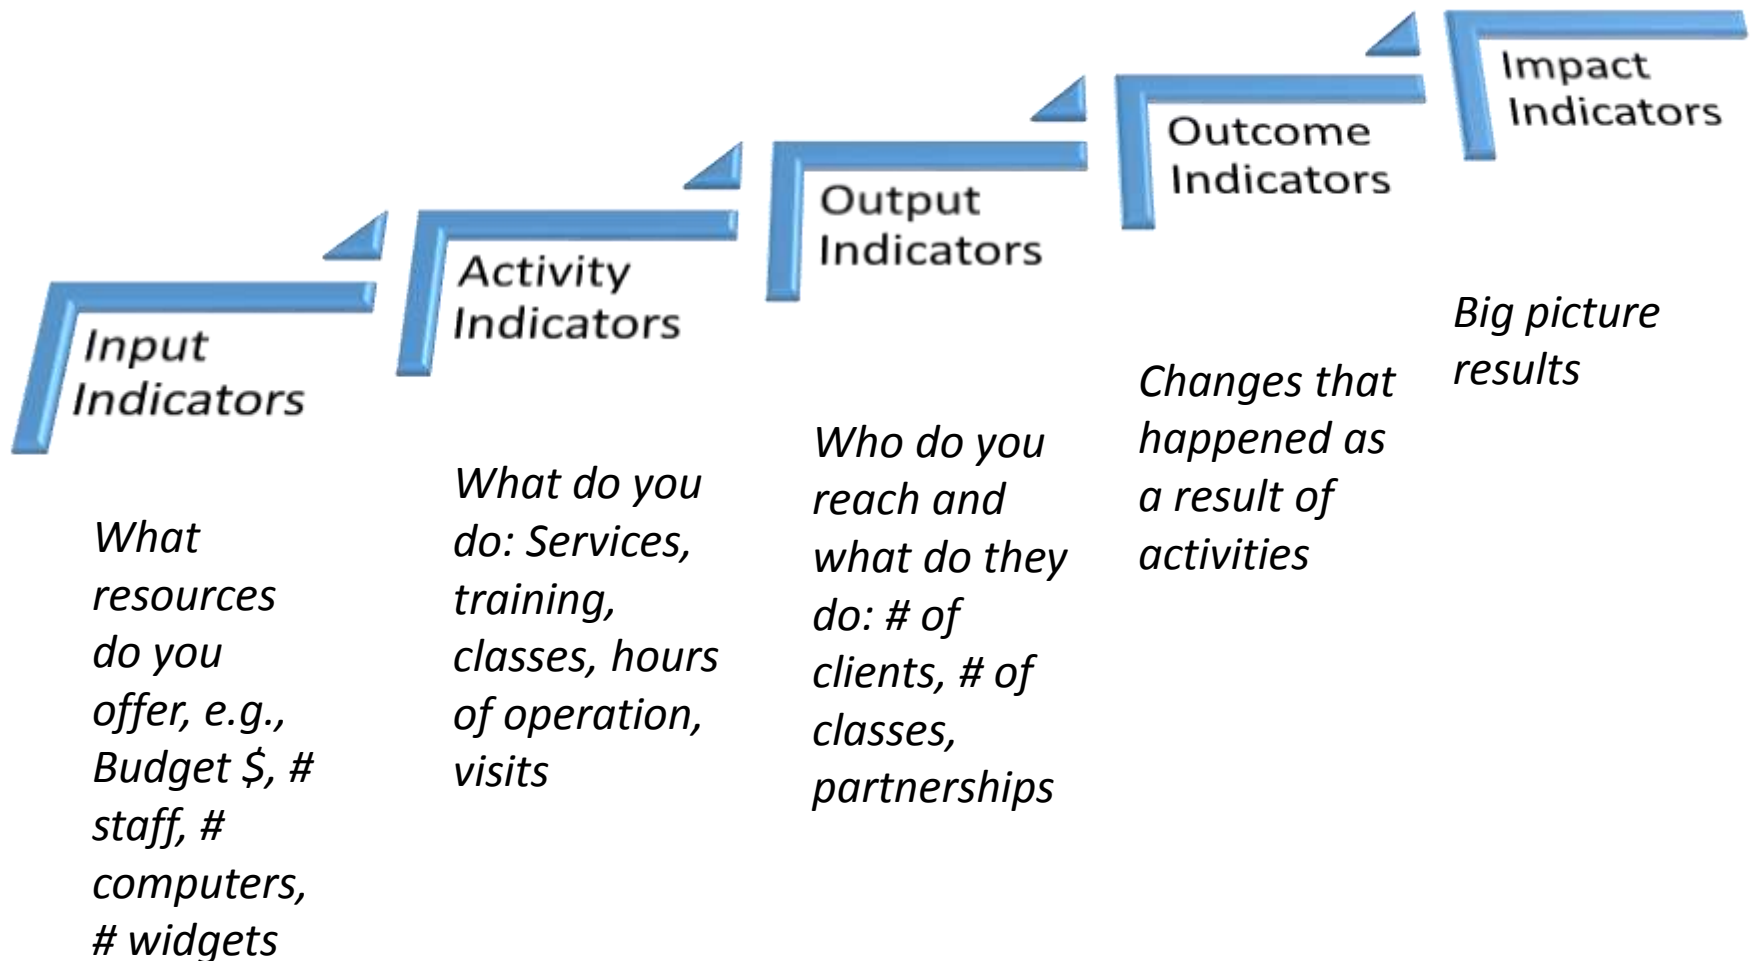 Input
Indicators
What
resources
do you
offer, e.g.,
Budget $, #
staff, #
computers,
# widgets
Activity
Indicators
What do you
do: Services,
training,
classes, hours
of operation,
visits
Output
Indicators
Who do you
reach and
what do they
do: # of
clients, # of
classes,
partnerships
Outcome
Indicators
Changes that
happened as
a result of
activities
Impact
Indicators
Big picture
results